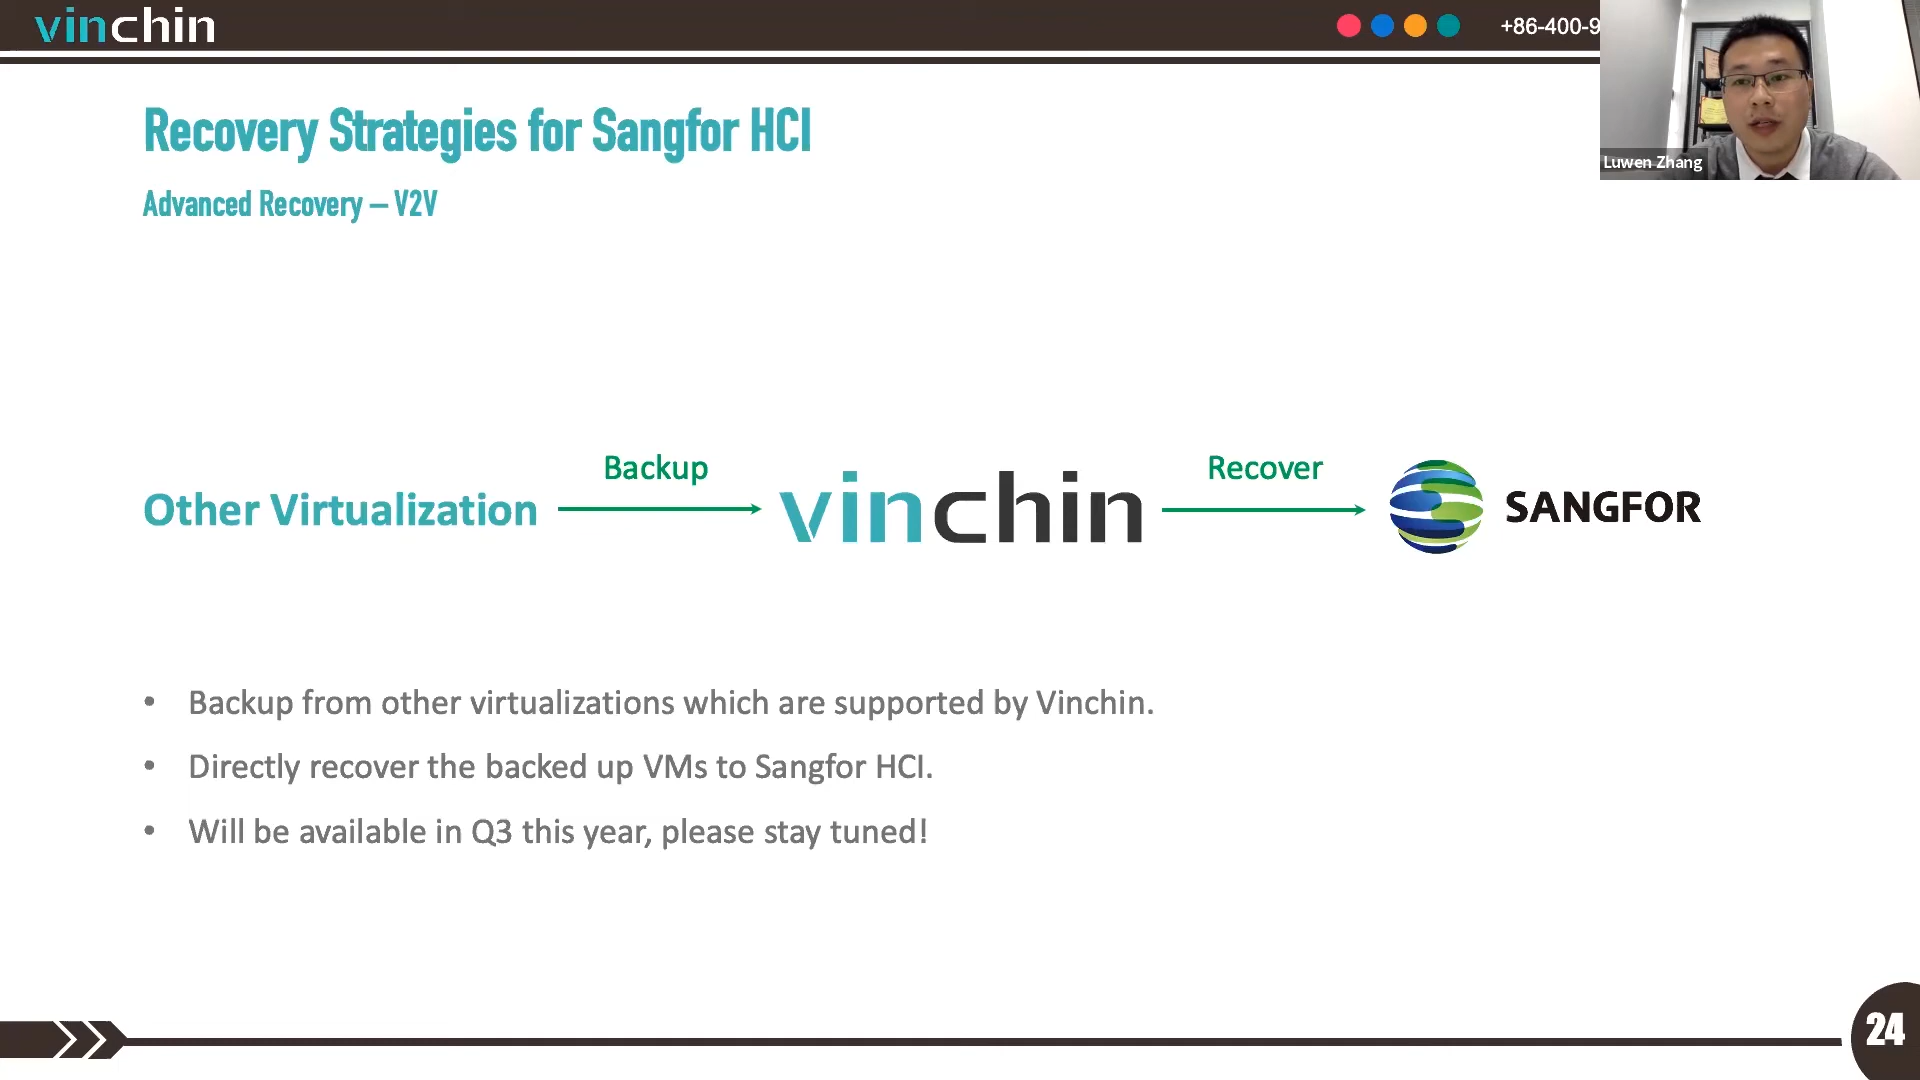 vinchin
+86-400-9
Luwen Zhang
Recovery Strategies for Sangfor HCI
Advanced Recovery – V2V
Other Virtualization
Backup
vinchin
Recover
SANGFOR
• Backup from other virtualizations which are supported by Vinchin.
• Directly recover the backed up VMs to Sangfor HCI.
• Will be available in Q3 this year, please stay tuned!
24